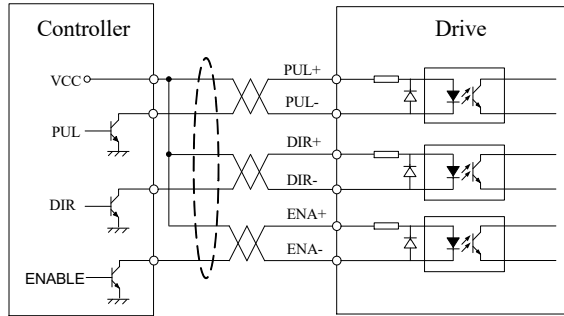 Controller
Drive
VCC
PUL+
PUL-
PUL
DIR+
DIR-
DIR
ENA+
ENA-
ENABLE